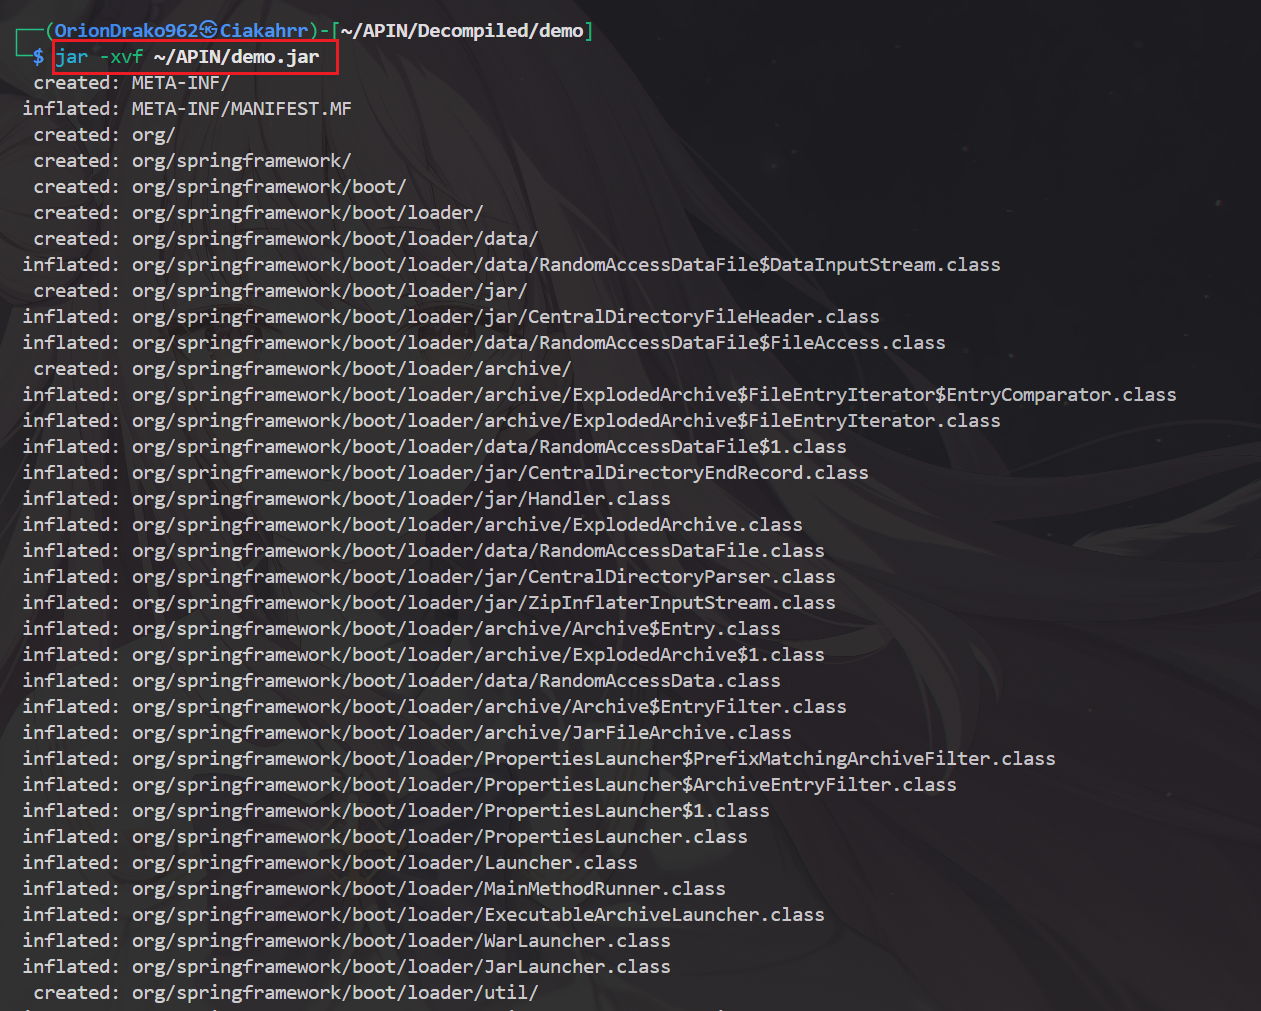 ┌──(OrionDrako962㉿Ciakahrr)-[~/APIN/Decompiled/demo]
└─$ jar -xvf ~/APIN/demo.jar
created: META-INF/
inflated: META-INF/MANIFEST.MF
created: org/
created: org/springframework/
created: org/springframework/boot/
created: org/springframework/boot/loader/
created: org/springframework/boot/loader/data/
inflated: org/springframework/boot/loader/data/RandomAccessDataFile$DataInputStream.class
created: org/springframework/boot/loader/jar/
inflated: org/springframework/boot/loader/jar/CentralDirectoryFileHeader.class
inflated: org/springframework/boot/loader/data/RandomAccessDataFile$FileAccess.class
created: org/springframework/boot/loader/archive/
inflated: org/springframework/boot/loader/archive/ExplodedArchive$FileEntryIterator$EntryComparator.class
inflated: org/springframework/boot/loader/archive/ExplodedArchive$FileEntryIterator.class
inflated: org/springframework/boot/loader/data/RandomAccessDataFile$1.class
inflated: org/springframework/boot/loader/jar/CentralDirectoryEndRecord.class
inflated: org/springframework/boot/loader/jar/Handler.class
inflated: org/springframework/boot/loader/archive/ExplodedArchive.class
inflated: org/springframework/boot/loader/data/RandomAccessDataFile.class
inflated: org/springframework/boot/loader/jar/CentralDirectoryParser.class
inflated: org/springframework/boot/loader/jar/ZipInflaterInputStream.class
inflated: org/springframework/boot/loader/archive/Archive$Entry.class
inflated: org/springframework/boot/loader/archive/ExplodedArchive$1.class
inflated: org/springframework/boot/loader/data/RandomAccessData.class
inflated: org/springframework/boot/loader/archive/Archive$EntryFilter.class
inflated: org/springframework/boot/loader/archive/JarFileArchive.class
inflated: org/springframework/boot/loader/PropertiesLauncher$PrefixMatchingArchiveFilter.class
inflated: org/springframework/boot/loader/PropertiesLauncher$ArchiveEntryFilter.class
inflated: org/springframework/boot/loader/PropertiesLauncher$1.class
inflated: org/springframework/boot/loader/PropertiesLauncher.class
inflated: org/springframework/boot/loader/Launcher.class
inflated: org/springframework/boot/loader/MainMethodRunner.class
inflated: org/springframework/boot/loader/ExecutableArchiveLauncher.class
inflated: org/springframework/boot/loader/WarLauncher.class
inflated: org/springframework/boot/loader/JarLauncher.class
created: org/springframework/boot/loader/util/